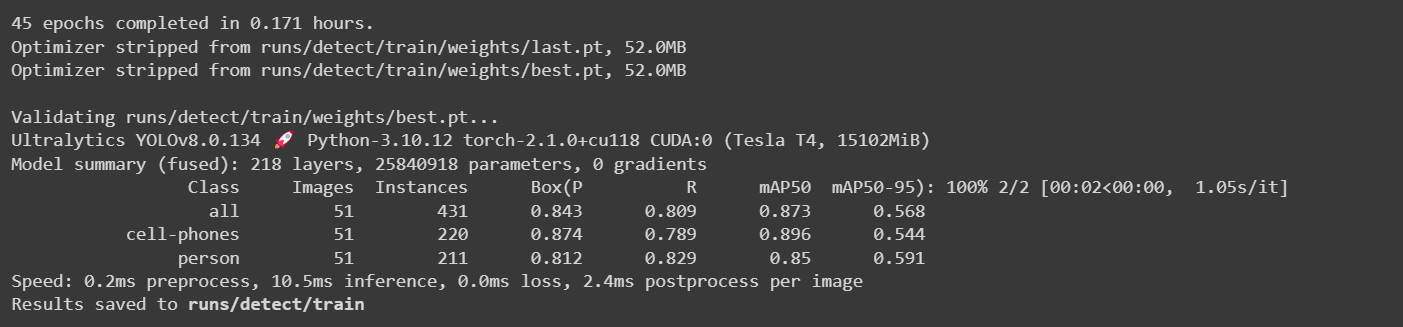 45 epochs completed in 0.171 hours.
Optimizer stripped from runs/detect/train/weights/last.pt, 52.0MB
Optimizer stripped from runs/detect/train/weights/best.pt, 52.0MB
Validating runs/detect/train/weights/best.pt...
Ultralytics YOLOv8.0.134 🚀 Python-3.10.12 torch-2.1.0+cu118 CUDA:0 (Tesla T4, 15102MiB)
Model summary (fused): 218 layers, 25840918 parameters, 0 gradients
Class Images Instances Box(P R mAP50 mAP50-95): 100% 2/2 [00:02<00:00, 1.05s/it]
all 51 431 0.843 0.809 0.873 0.568
cell-phones 51 220 0.874 0.789 0.896 0.544
person 51 211 0.812 0.829 0.85 0.591
Speed: 0.2ms preprocess, 10.5ms inference, 0.0ms loss, 2.4ms postprocess per image
Results saved to runs/detect/train